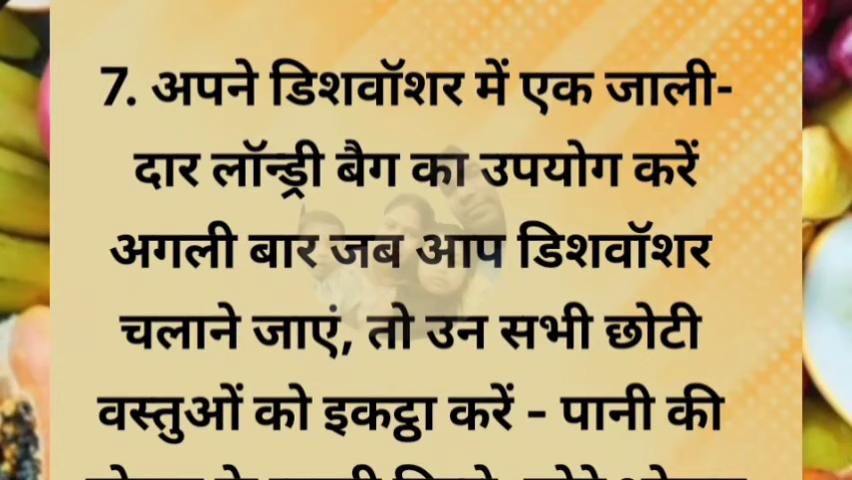 7. अपने डिशवॉशर में एक जाली-
दार लॉन्ड्री बैग का उपयोग करें
अगली बार जब आप डिशवॉशर
चलाने जाएं, तो उन सभी छोटी
वस्तुओं को इकट्ठा करें - पानी की